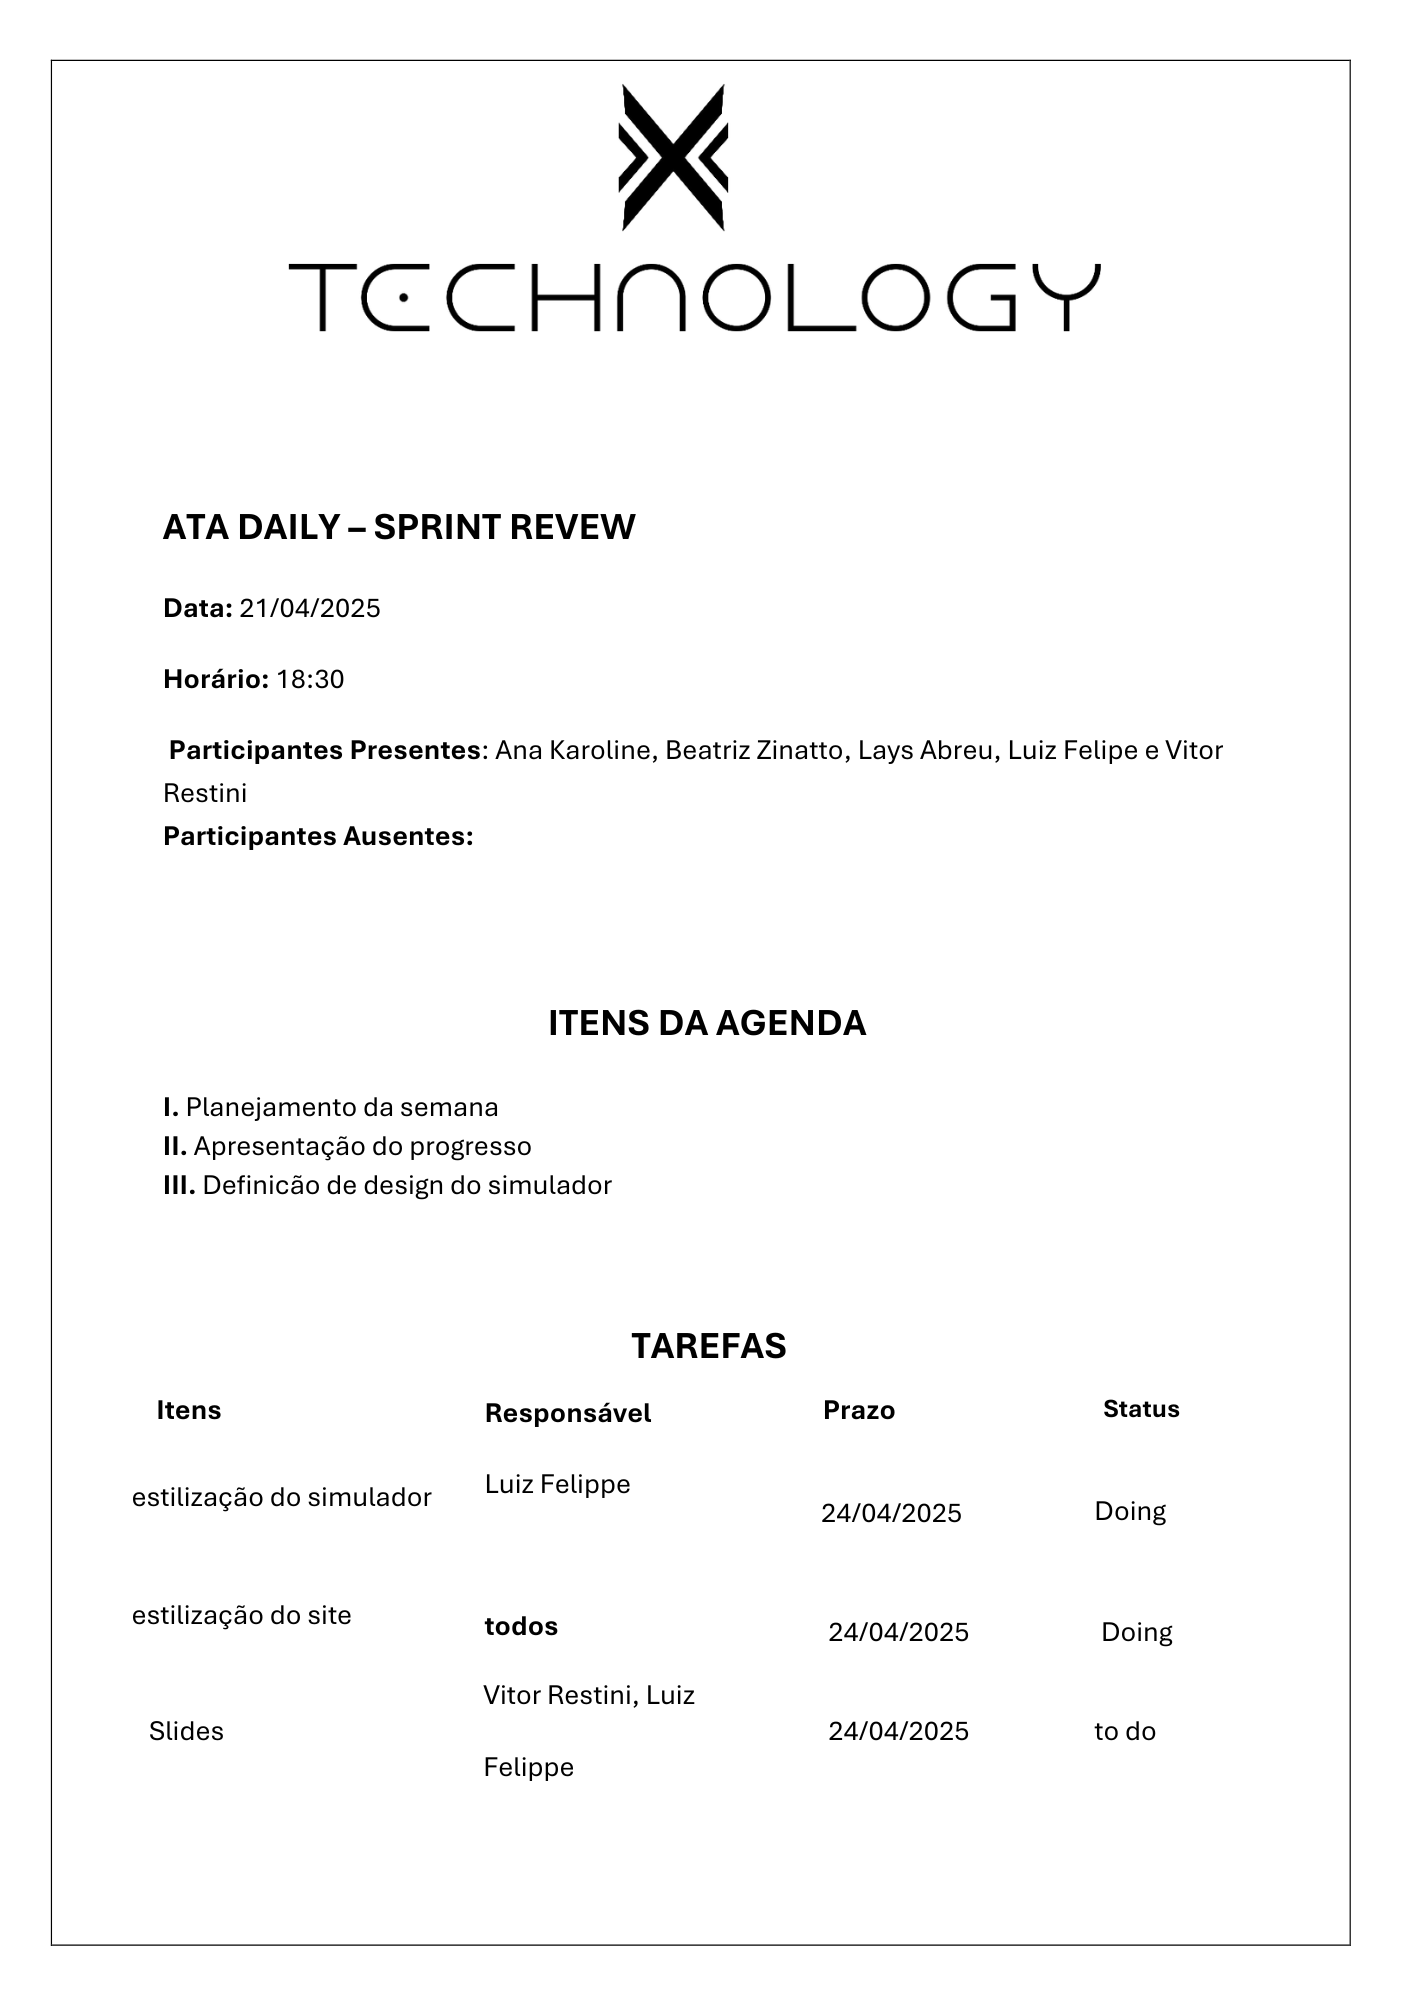 TECHNOLOGY
ATA DAILY – SPRINT REVEW
Data: 21/04/2025
Horário: 18:30
Participantes Presentes: Ana Karoline, Beatriz Zinatto, Lays Abreu, Luiz Felipe e Vitor
Restini
Participantes Ausentes:
ITENS DA AGENDA
I. Planejamento da semana
II. Apresentação do progresso
III. Definicão de design do simulador
TAREFAS
Itens Responsável Prazo Status
estilização do simulador Luiz Felippe 24/04/2025 Doing
estilização do site todos 24/04/2025 Doing
Vitor Restini, Luiz
Slides 24/04/2025 to do
Felippe